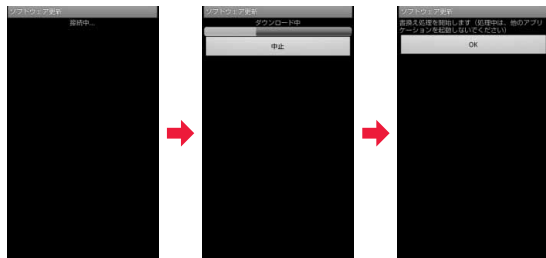 ソフトウェア更新
接続中...
ソフトウェア更新
ダウンロード中
中止
ソフトウェア更新
書換え処理を開始します（処理中は、他のアプリ
ケーションを起動しないでください）
OK